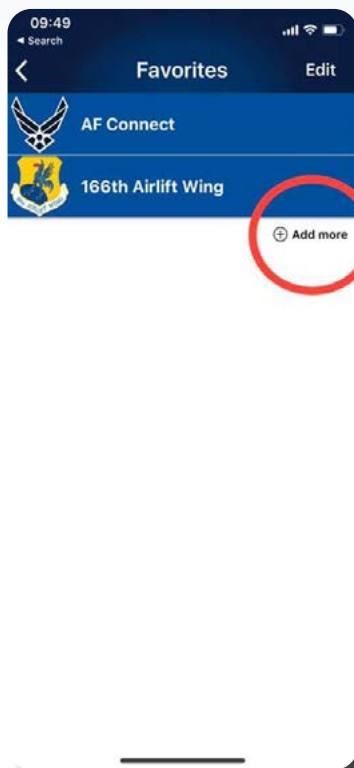 09:49
◄ Search
Favorites
Edit
AF Connect
166th Airlift Wing
Add more